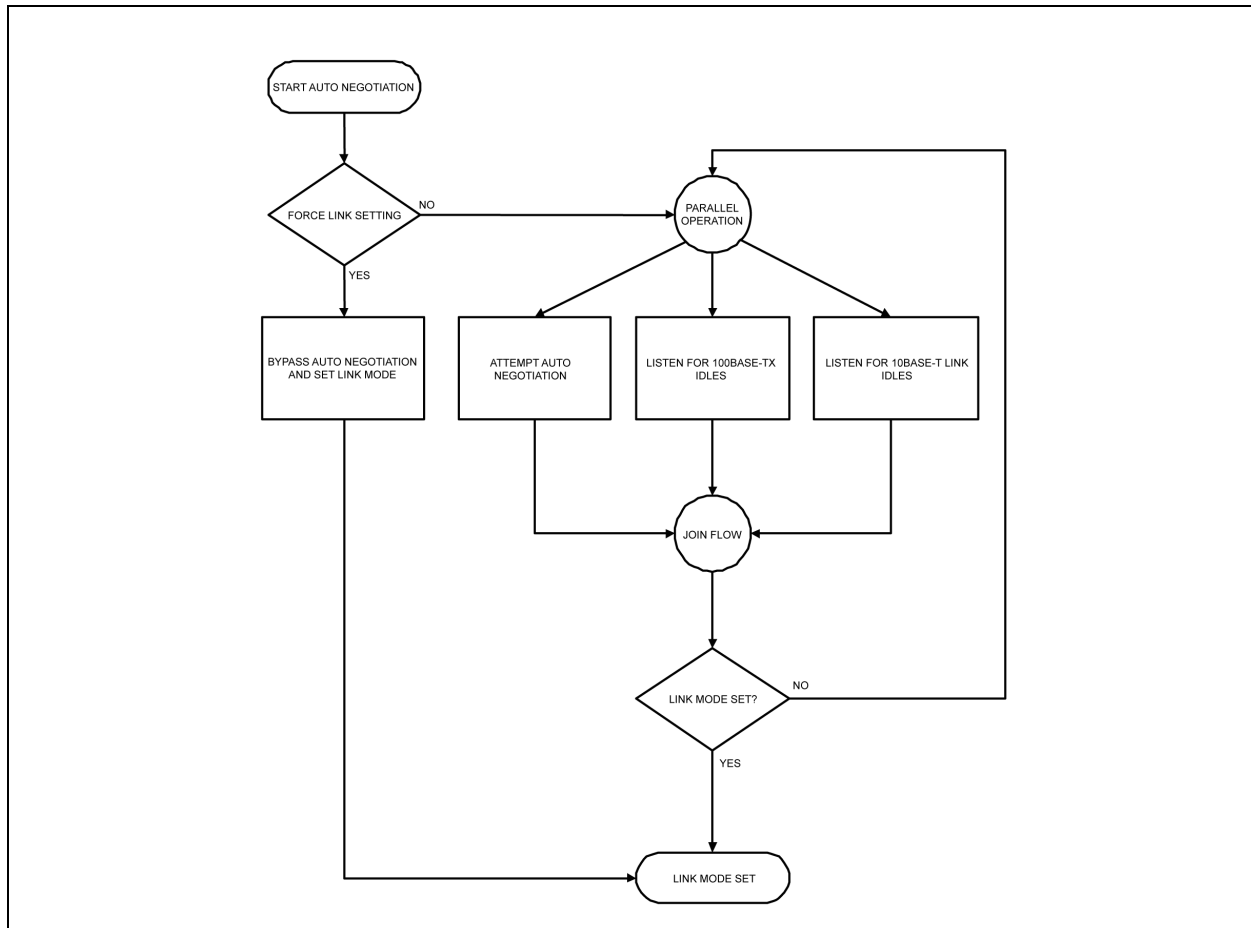 START AUTO NEGOTIATION
FORCE LINK SETTING
NO
PARALLEL
OPERATION
YES
BYPASS AUTO NEGOTIATION
AND SET LINK MODE
ATTEMPT AUTO
NEGOTIATION
LISTEN FOR 100BASE-TX
IDLES
LISTEN FOR 10BASE-T LINK
IDLES
JOIN FLOW
LINK MODE SET?
NO
YES
LINK MODE SET